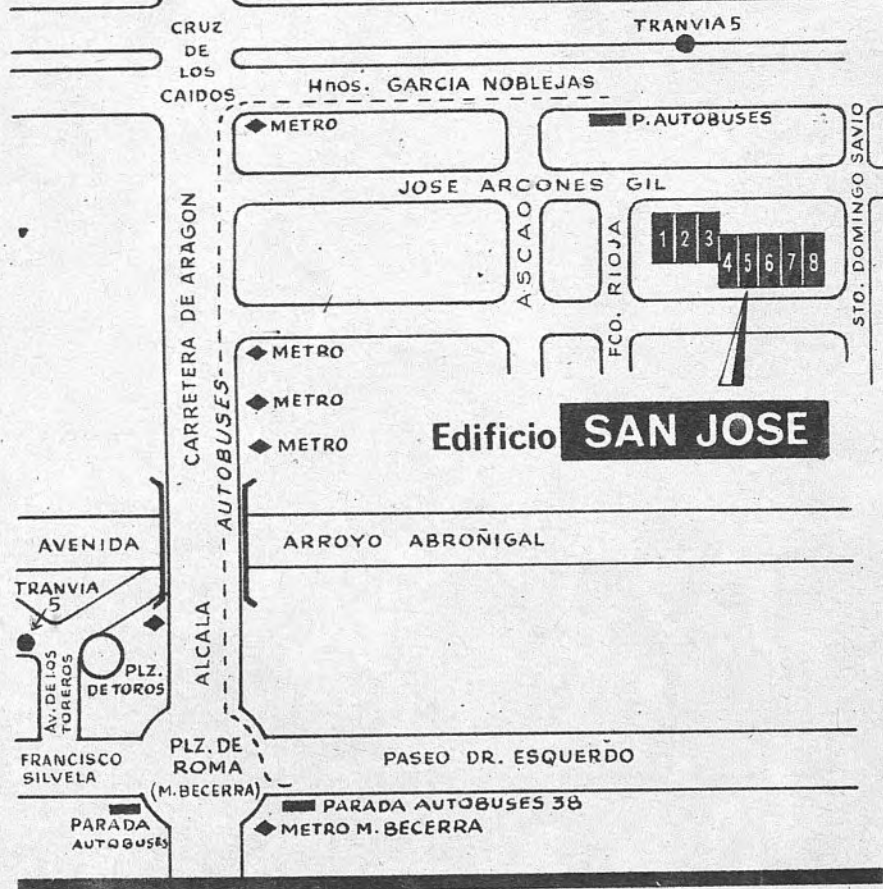 CRUZ
DE
LOS
CAIDOS
TRANVIA 5
Hnos. GARCIA NOBLEJAS
METRO
P. AUTOBUSES
JOSE ARCONES GIL
STO. DOMINGO SAVIO
ASCAO
FCO. RIOJA
1 2 3
4 5 6 7 8
CARRETERA DE ARAGON
METRO
METRO
METRO
AUTOBUSES
Edificio SAN JOSE
AVENIDA
ARROYO ABROÑIGAL
TRANVIA
5
ALCALA
PLZ.
DE TOROS
AV. DE LOS
TOREROS
FRANCISCO
SILVELA
PLZ. DE
ROMA
(M. BECERRA)
PASEO DR. ESQUERDO
PARADA
AUTOBUSES
PARADA AUTOBUSES 38
METRO M. BECERRA